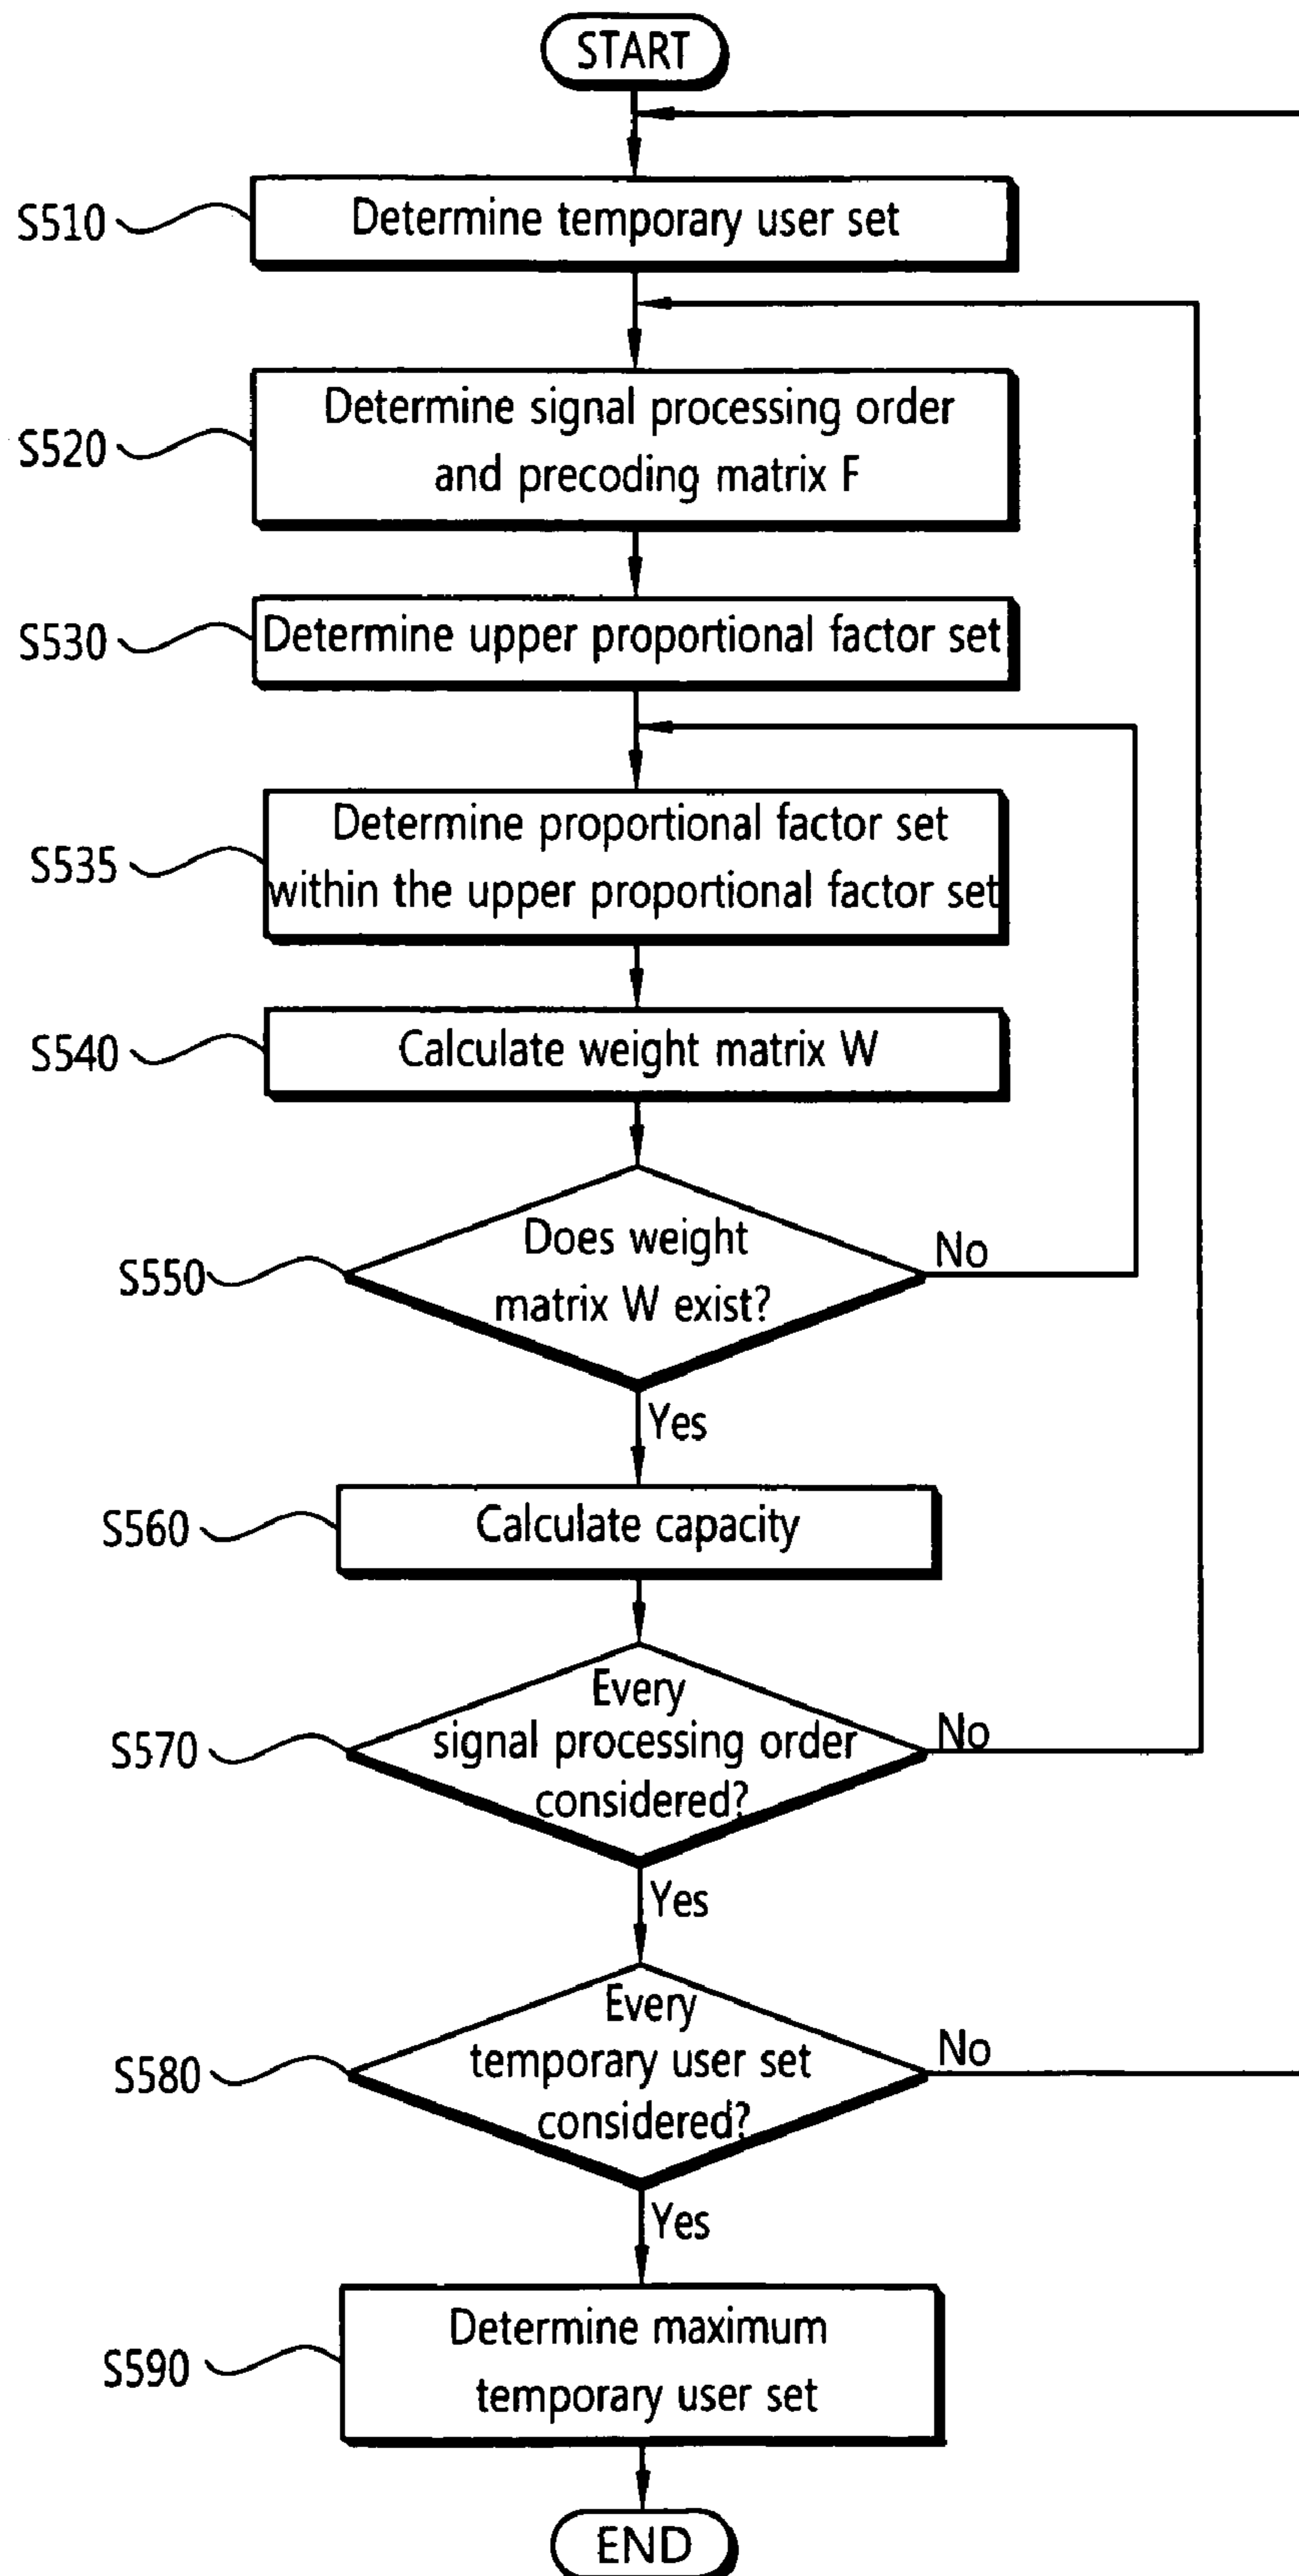 START
S510
Determine temporary user set
S520
Determine signal processing order
and precoding matrix F
S530
Determine upper proportional factor set
S535
Determine proportional factor set
within the upper proportional factor set
S540
Calculate weight matrix W
S550
Does weight
matrix W exist?
No
Yes
S560
Calculate capacity
S570
Every
signal processing order
considered?
No
Yes
S580
Every
temporary user set
considered?
No
Yes
S590
Determine maximum
temporary user set
END